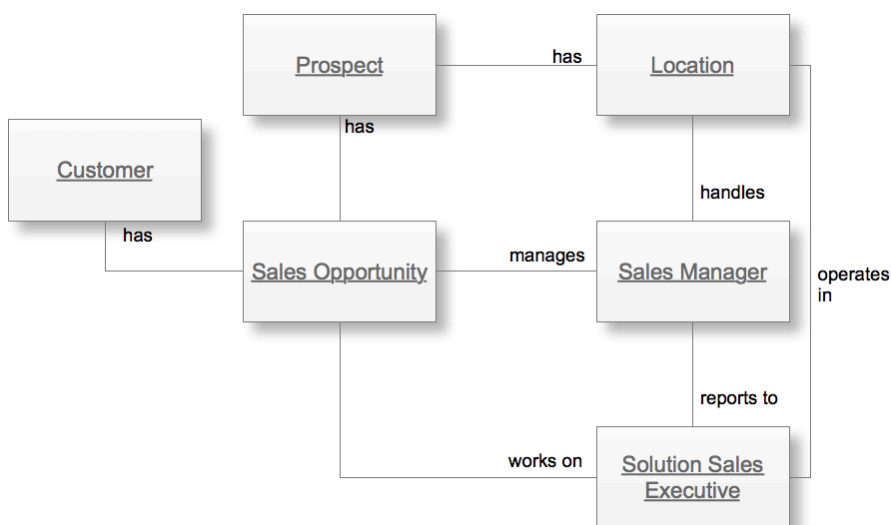 Prospect
has
Location
has
Customer
handles
has
Sales Opportunity
manages
Sales Manager
operates
in
reports to
works on
Solution Sales
Executive